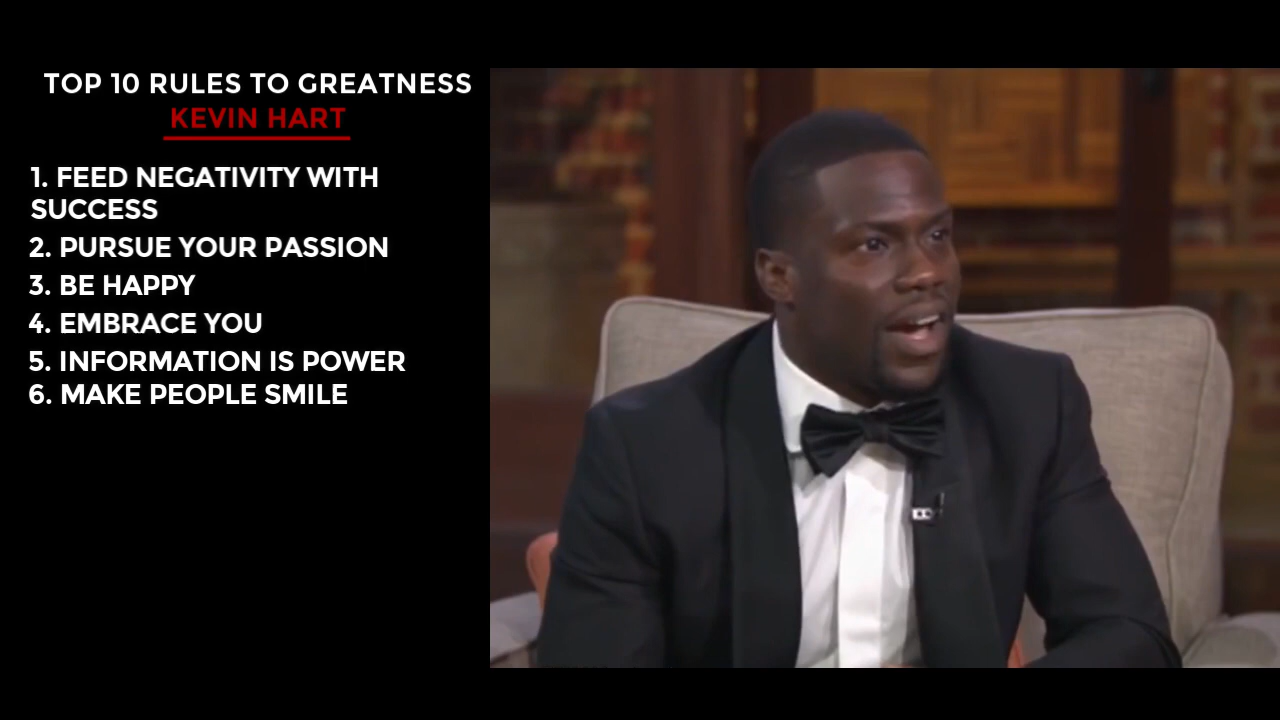 TOP 10 RULES TO GREATNESS
KEVIN HART
1. FEED NEGATIVITY WITH
SUCCESS
2. PURSUE YOUR PASSION
3. BE HAPPY
4. EMBRACE YOU
5. INFORMATION IS POWER
6. MAKE PEOPLE SMILE